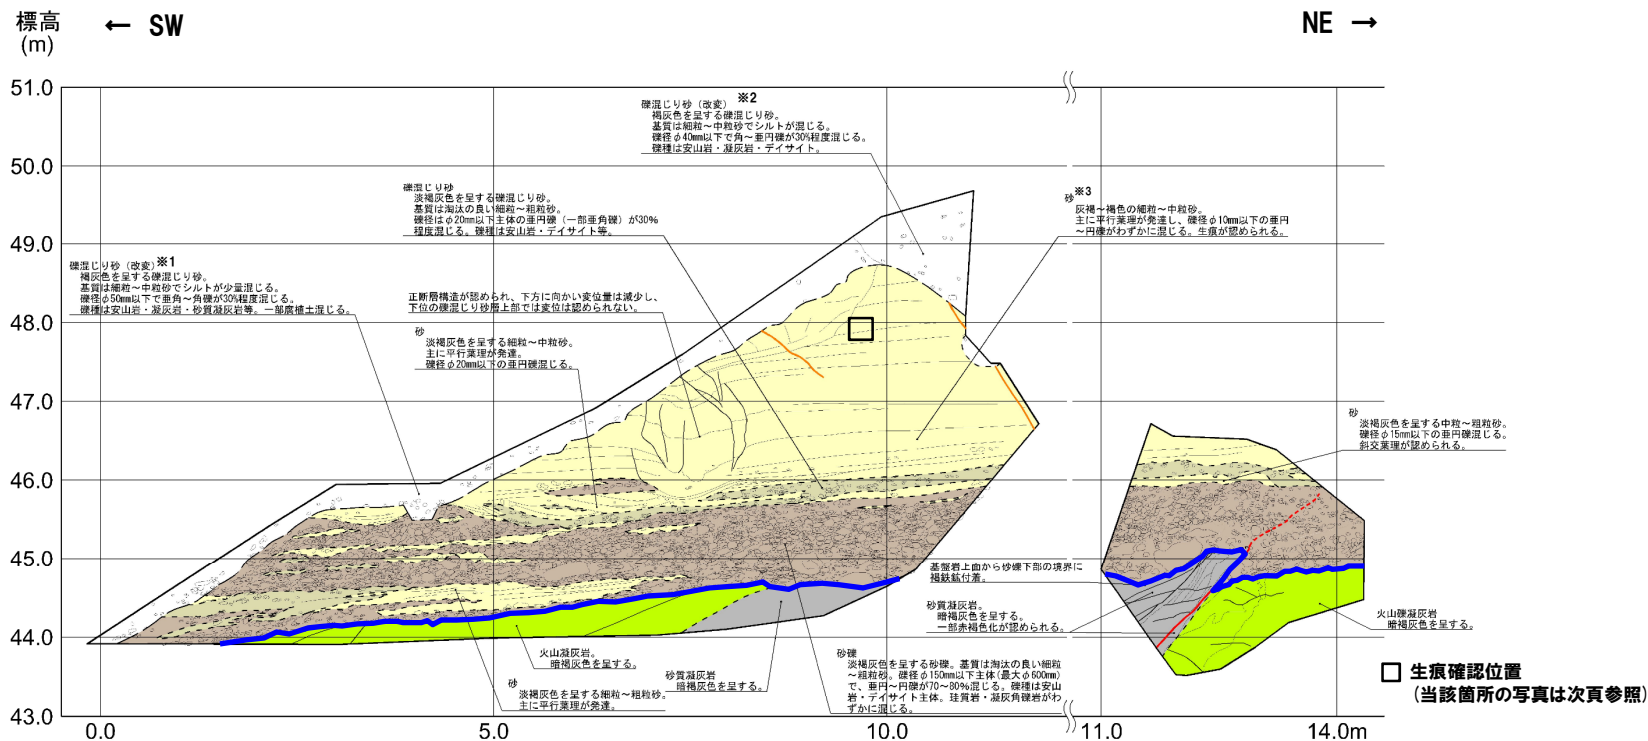 標高
(m)
← SW
NE →
51.0
50.0
49.0
48.0
47.0
46.0
45.0
44.0
43.0
0.0
5.0
10.0
11.0
14.0m
礫混じり砂（改変）※2
褐灰色を呈する礫混じり砂。
基質は細粒～中粒砂でシルトが混じる。
礫径φ40mm以下で角～亜円礫が30%程度混じる。
礫種は安山岩・凝灰岩・デイサイト。
礫混じり砂
淡褐灰色を呈する礫混じり砂。
基質は淘汰の良い細粒～粗粒砂。
礫径はφ20mm以下主体の亜円礫（一部亜角礫）が30%
程度混じる。礫種は安山岩・デイサイト等。
砂※3
灰褐～褐色の細粒～中粒砂。
主に平行葉理が発達し、礫径φ10mm以下の亜円
～円礫がわずかに混じる。生痕が認められる。
礫混じり砂（改変）※1
褐灰色を呈する礫混じり砂。
基質は細粒～中粒砂でシルトが少量混じる。
礫径φ50mm以下で亜角～角礫が30%程度混じる。
礫種は安山岩・凝灰岩・砂質凝灰岩等。一部腐植土混じる。
正断層構造が認められ、下方に向かい変位量は減少し、
下位の礫混じり砂層上部では変位は認められない。
砂
淡褐灰色を呈する細粒～中粒砂。
主に平行葉理が発達。
礫径φ20mm以下の亜円礫混じる。
砂
淡褐灰色を呈する中粒～粗粒砂。
礫径φ15mm以下の亜円礫混じる。
斜交葉理が認められる。
基盤岩上面から砂礫下部の境界に
褐鉄鉱付着。
砂質凝灰岩。
暗褐灰色を呈する。
一部赤褐色化が認められる。
火山礫凝灰岩
暗褐灰色を呈する。
火山凝灰岩。
暗褐灰色を呈する。
砂
淡褐灰色を呈する細粒～粗粒砂。
主に平行葉理が発達。
砂質凝灰岩
暗褐灰色を呈する。
砂礫
淡褐灰色を呈する砂礫。基質は淘汰の良い細粒
～粗粒砂。礫径φ150mm以下主体(最大φ600mm)
で、亜円～円礫が70～80%混じる。礫種は安山
岩・デイサイト主体。珪質岩・凝灰角礫岩がわ
ずかに混じる。
生痕確認位置
(当該箇所の写真は次頁参照)